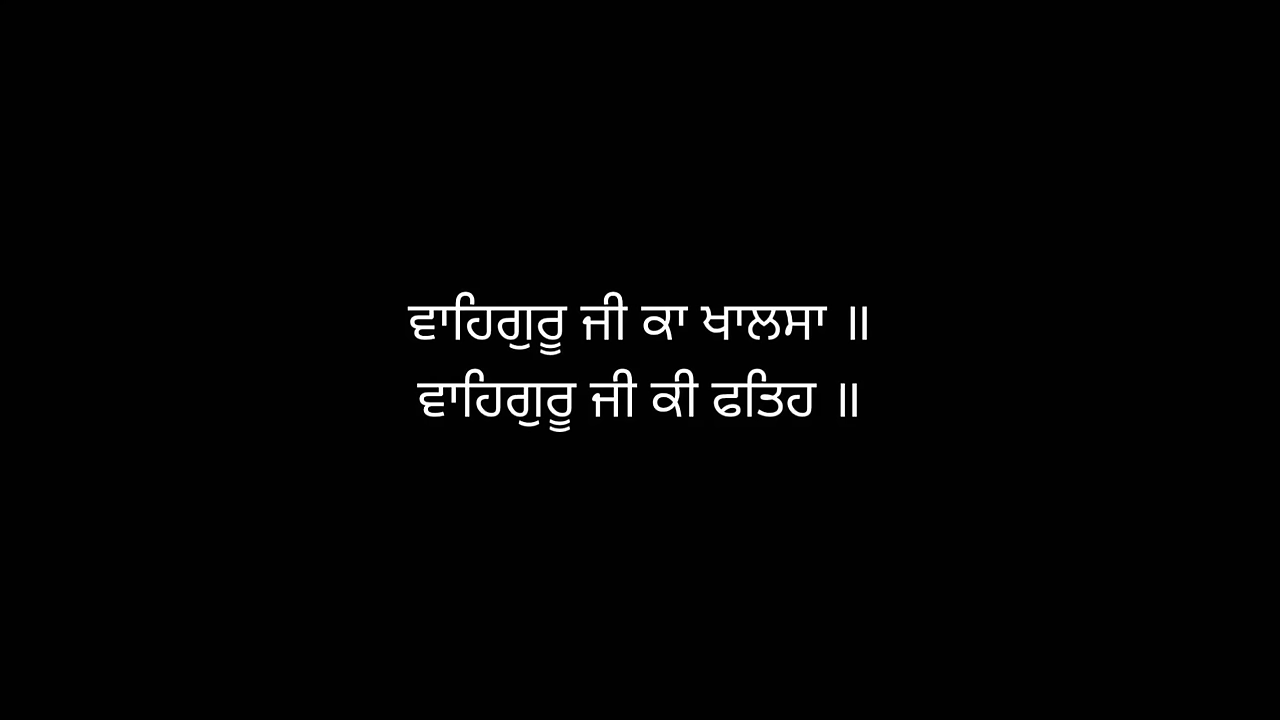 ਵਾਹਿਗੁਰੂ ਜੀ ਕਾ ਖਾਲਸਾ ॥
ਵਾਹਿਗੁਰੂ ਜੀ ਕੀ ਫਤਿਹ ॥